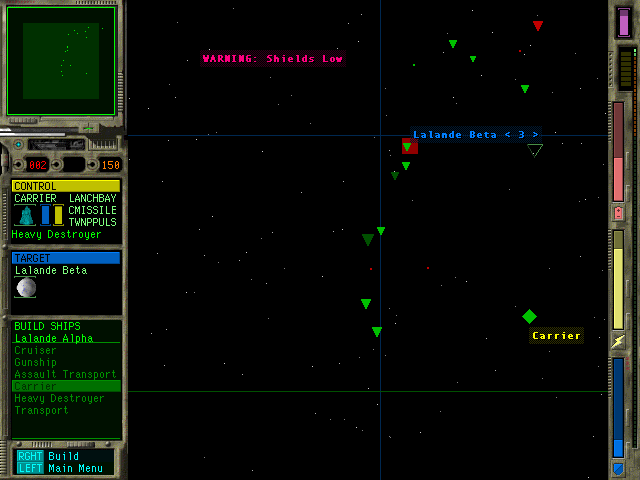 WARNING: Shields Low
Lalande Beta < 3 >
002 150
CONTROL
CARRIER LANCHBAY
CMISSILE
TWNPPULS
Heavy Destroyer
TARGET
Lalande Beta
Carrier
BUILD SHIPS
Lalande Alpha
Cruiser
Gunship
Assault Transport
Carrier
Heavy Destroyer
Transport
RGHT Build
LEFT Main Menu